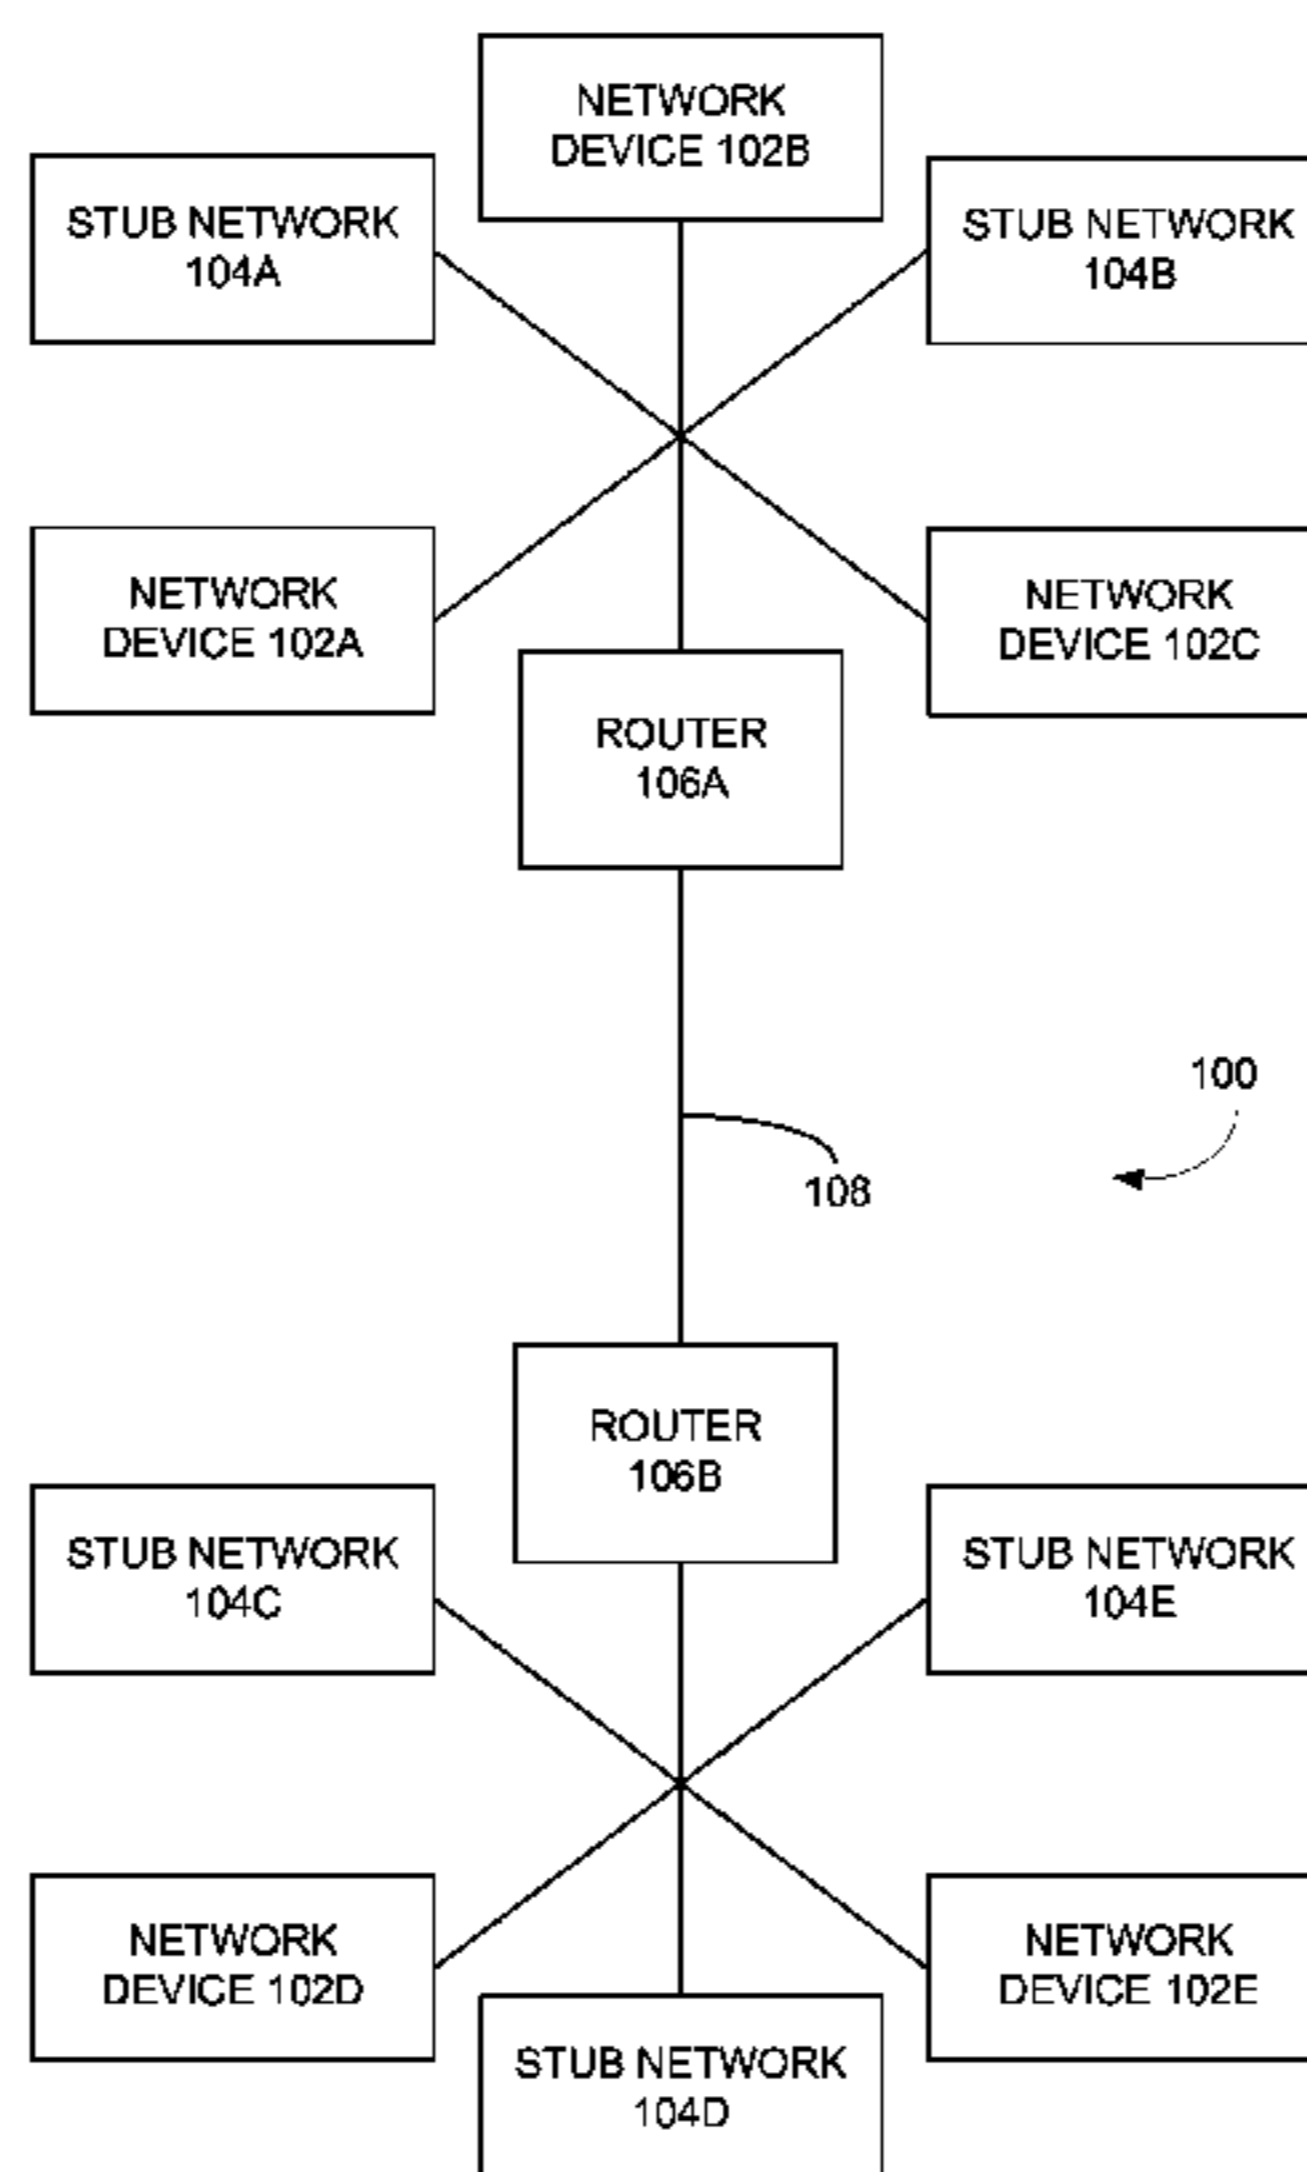 NETWORK
DEVICE 102B
STUB NETWORK
104A
STUB NETWORK
104B
NETWORK
DEVICE 102A
NETWORK
DEVICE 102C
ROUTER
106A
100
108
ROUTER
106B
STUB NETWORK
104C
STUB NETWORK
104E
NETWORK
DEVICE 102D
NETWORK
DEVICE 102E
STUB NETWORK
104D